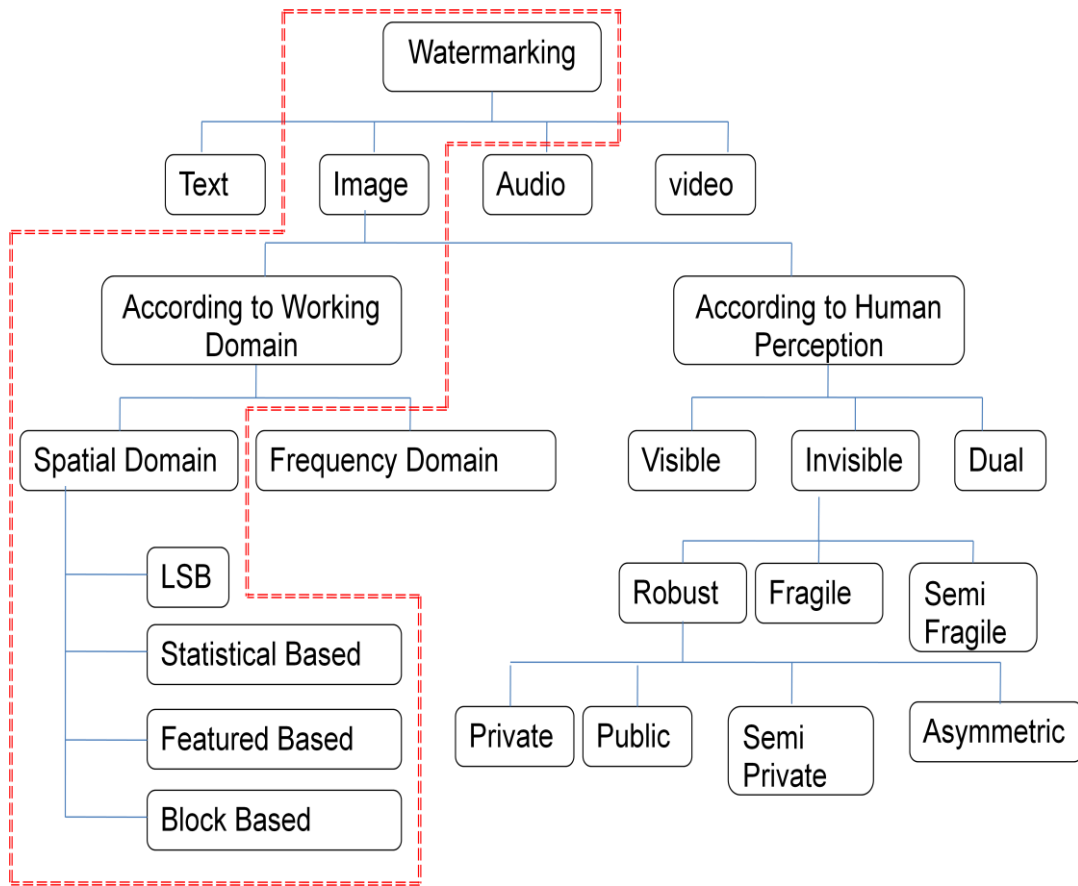 Watermarking
Text
Image
Audio
video
According to Working
Domain
According to Human
Perception
Spatial Domain
Frequency Domain
Visible
Invisible
Dual
LSB
Robust
Fragile
Semi
Fragile
Statistical Based
Private
Public
Semi
Private
Asymmetric
Featured Based
Block Based